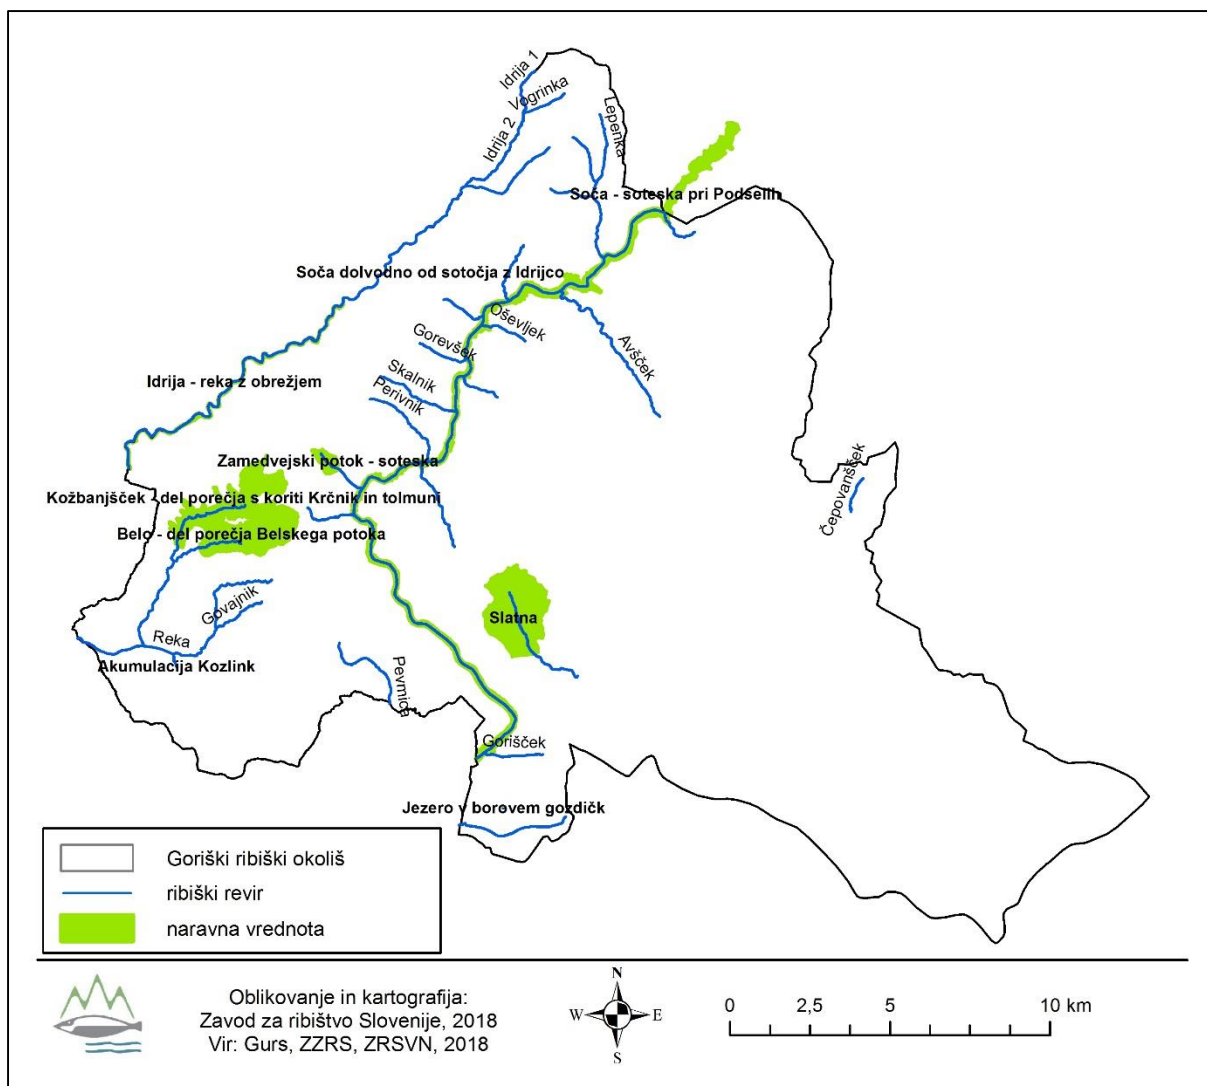 Idrija 1
Vogrinka
Idrija 2
Lepenka
Soča - soteska pri Podselih
Soča dolvodno od sotočja z Idrijco
Oševljek
Gorevšek
Avšček
Skalnik
Perivnik
Idrija - reka z obrežjem
Zamedvejski potok - soteska
Kožbanjšček - del porečja s koriti Krčnik in tolmuni
Čepovanšček
Belo - del porečja Belskega potoka
Govajnik
Slatna
Reka
Akumulacija Kozlink
Pevmica
Gorišček
Jezero v borovem gozdičk
Goriški ribiški okoliš
ribiški revir
naravna vrednota
Oblikovanje in kartografija:
Zavod za ribištvo Slovenije, 2018
Vir: Gurs, ZZRS, ZRSVN, 2018
N
W E
S
0 2,5 5 10 km